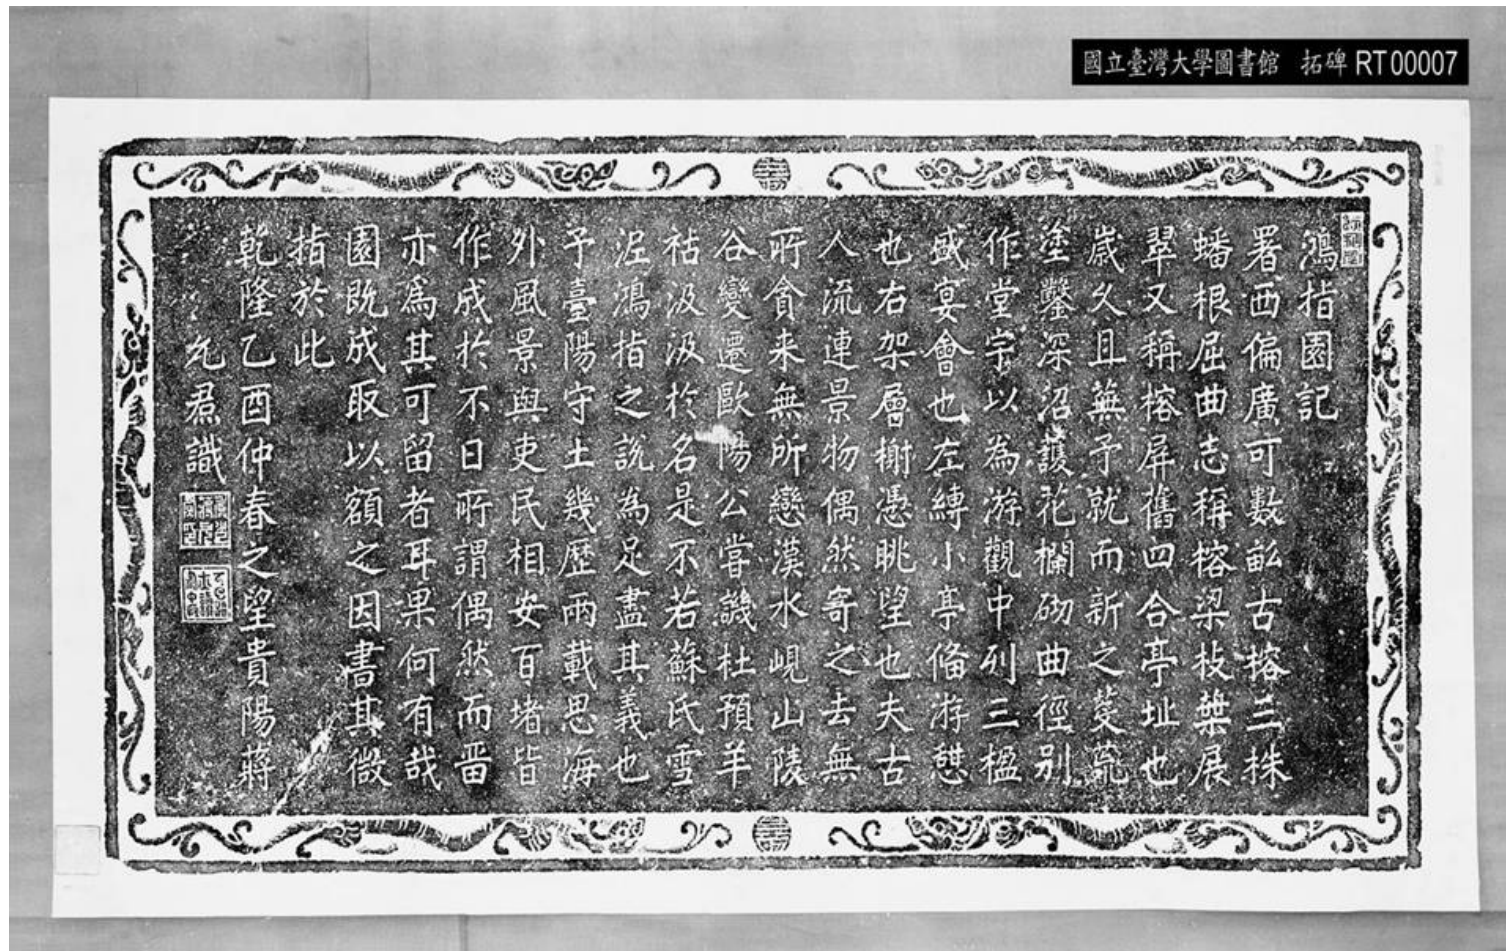 國立臺灣大學圖書館 拓碑 RT00007
鴻指園記
署西偏廣可數畝古榕三株
蟠根屈曲志稱榕梁枝葉展
翠又稱榕屏舊四合亭址也
歲久且蕪予就而新之芟荒
塗鑿深沼護花欄砌曲徑別
作堂宇以為游觀中列三楹
盛宴會也左縛小亭俻游憇
也右架層榭憑眺望也夫古
人流連景物偶然寄之去無
所貪来無所戀漢水峴山陵
谷變遷歐陽公嘗譏杜預羊
祜汲汲於名是不若蘇氏雪
泥鴻指之說為足盡其義也
予臺陽守土幾歷兩載思海
外風景與吏民相安百堵皆
作成於不日所謂偶然而畱
亦為其可留者耳果何有哉
園既成取以額之因書其微
指於此
乾隆乙酉仲春之望貴陽蔣
允焄識